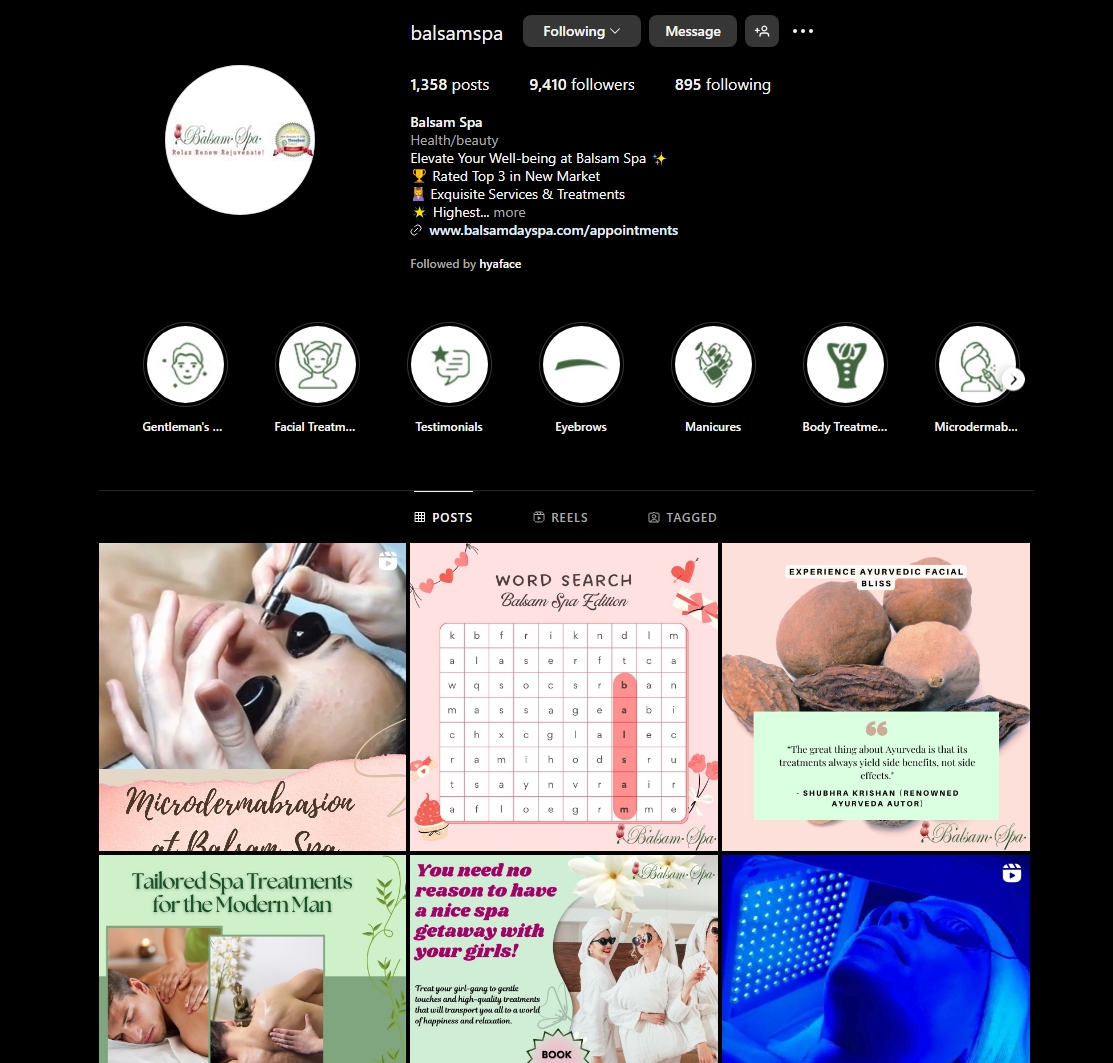 balsamspa Following Message
1,358 posts 9,410 followers 895 following
Balsam Spa
Health/beauty
Elevate Your Well-being at Balsam Spa ✨
🏆 Rated Top 3 in New Market
💆 Exquisite Services & Treatments
🌟 Highest... more
www.balsamdayspa.com/appointments
Followed by hyaface
Balsam·Spa·
Relax Renew Rejuvenate!
Gentleman's ... Facial Treatm... Testimonials Eyebrows Manicures Body Treatme... Microdermab...
POSTS REELS TAGGED
Microdermabrasion
at Balsam Spa
WORD SEARCH
Balsam Spa Edition
k b f r i k n d l m
a l a s e r f t c a
w q s o c s r b a n
m a s s a g e a b i
c h x c g l a l e c
r a m i h o d s r u
t s a y n v r a i r
a f l o e g r m m e
Balsam·Spa·
EXPERIENCE AYURVEDIC FACIAL
BLISS
“The great thing about Ayurveda is that its
treatments always yield side benefits, not side
effects."
- SHUBHRA KRISHAN (RENOWNED
AYURVEDA AUTOR)
Balsam·Spa·
Tailored Spa Treatments
for the Modern Man
You need no
reason to have
a nice spa
getaway with
your girls!
Balsam·Spa·
Treat your girl-gang to gentle
touches and high-quality treatments
that will transport you all to a world
of happiness and relaxation.
BOOK